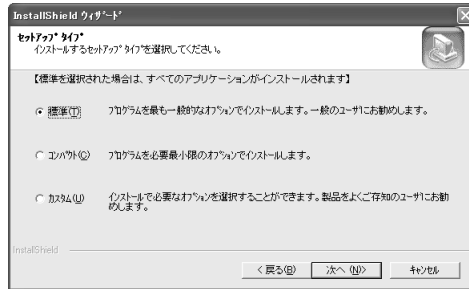 InstallShield ウィザード
セットアップ タイプ
インストールするセットアップ タイプを選択してください。
【標準を選択された場合は、すべてのアプリケーションがインストールされます】
標準(T)
プログラムを最も一般的なオプションでインストールします。一般のユーザにお勧めします。
コンパクト(C)
プログラムを必要最小限のオプションでインストールします。
カスタム(U)
インストールで必要なオプションを選択することができます。製品をよくご存知のユーザにお勧
めします。
InstallShield
< 戻る(B)
次へ (N)>
キャンセル